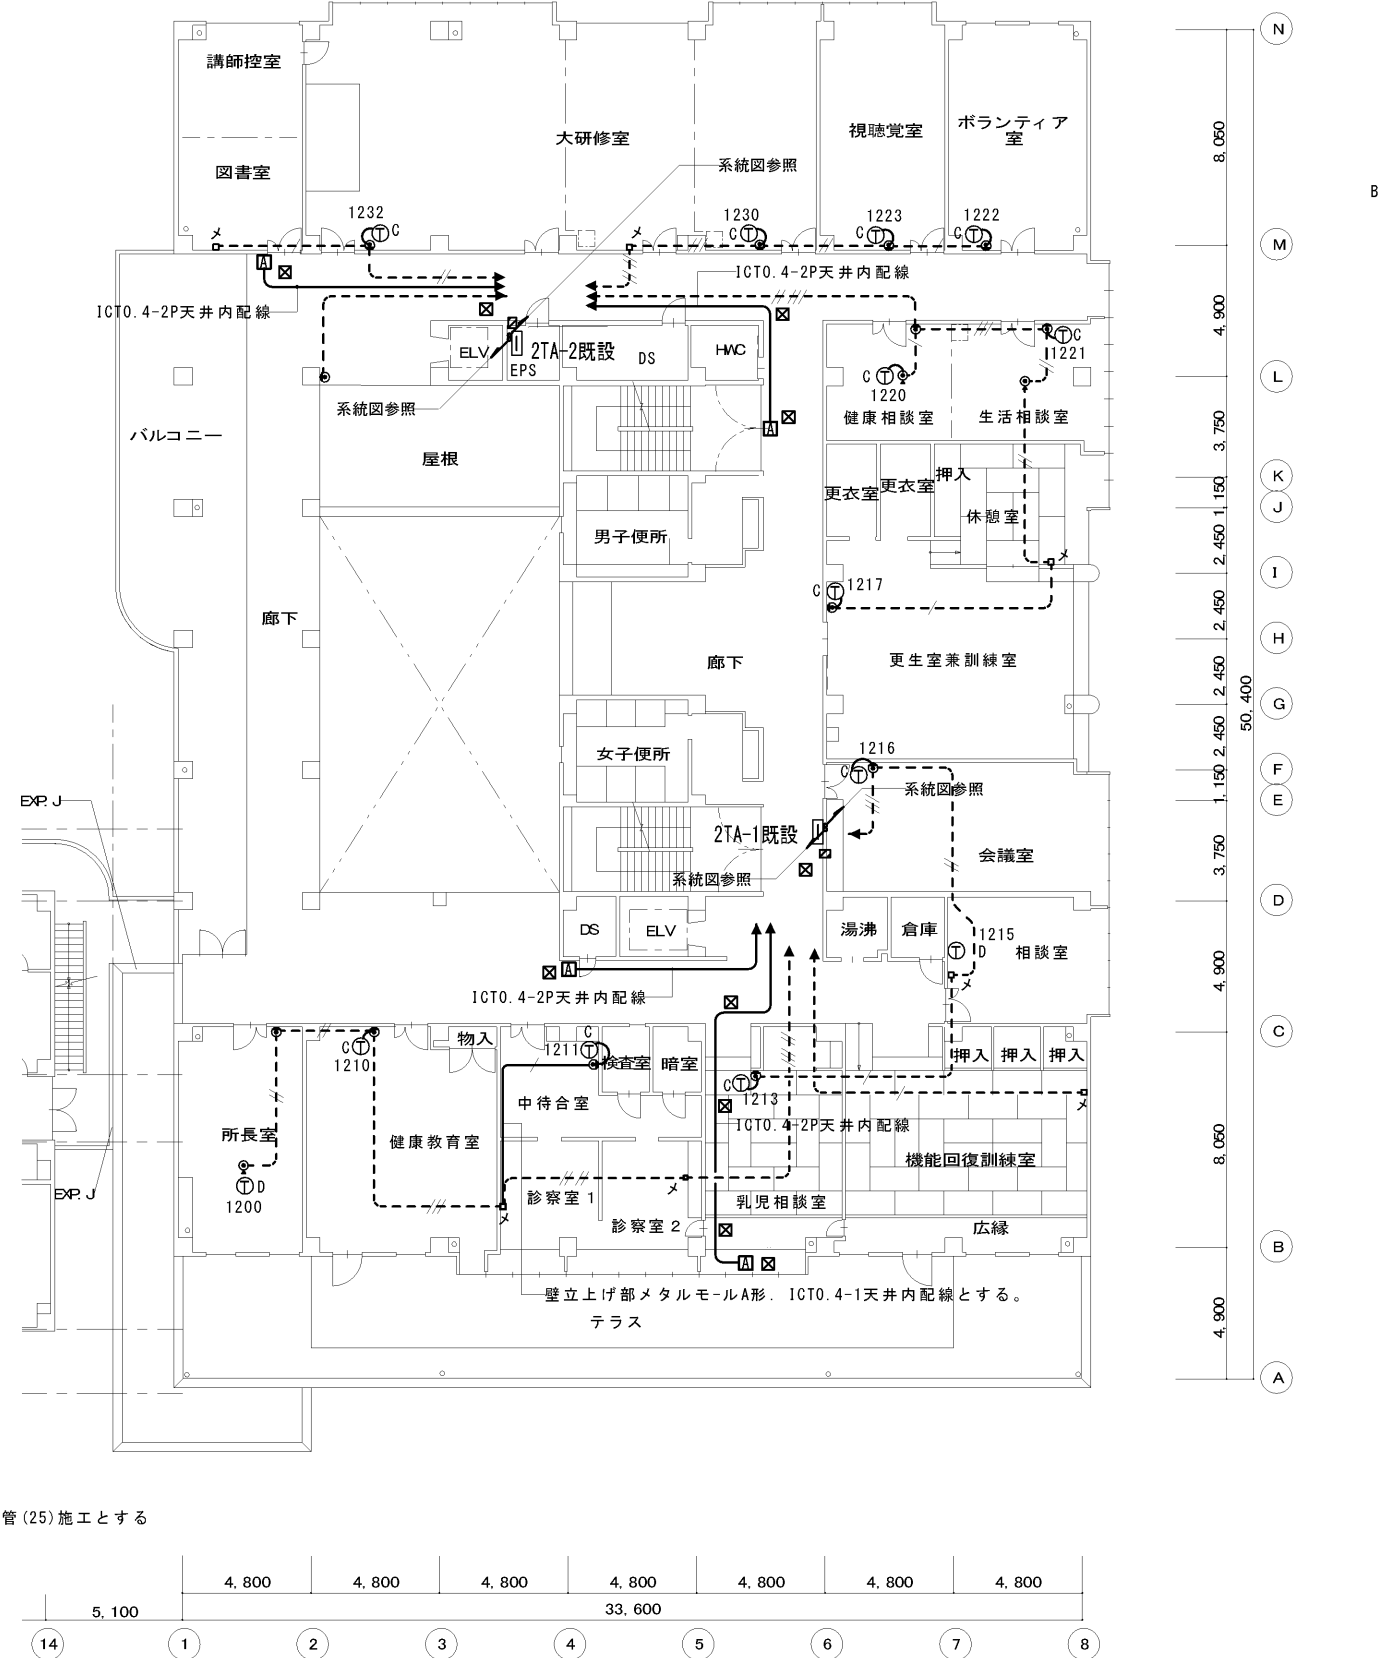 N
講師控室
大研修室
視聴覚室
ボランティア
室
8,050
図書室
系統図参照
B
1232
C
1230
C
1223
C
1222
C
メ
メ
M
A
ICT0.4-2P天井内配線
ICT0.4-2P天井内配線
4,900
ELV
2TA-2既設
EPS
DS
HWC
C
1221
C
1220
L
系統図参照
健康相談室
生活相談室
バルコニー
A
3,750
屋根
押入
K
更衣室
更衣室
1,150
休憩室
J
男子便所
2,450
メ
I
C
1217
廊下
2,450
H
廊下
更生室兼訓練室
2,450
50,400
G
女子便所
1216
2,450
C
F
系統図参照
1,150
EXP.J
E
2TA-1既設
会議室
3,750
系統図参照
D
DS
ELV
湯沸
倉庫
1215
D
相談室
A
メ
4,900
ICT0.4-2P天井内配線
C
物入
C
1210
1211
C
検査室
暗室
押入
押入
押入
C
1213
中待合室
メ
所長室
健康教育室
ICT0.4-2P天井内配線
8,050
機能回復訓練室
EXP.J
D
1200
メ
診察室1
メ
診察室2
乳児相談室
広縁
B
A
壁立上げ部メタルモールA形. ICT0.4-1天井内配線とする。
テラス
4,900
A
管(25)施工とする
4,800
4,800
4,800
4,800
4,800
4,800
4,800
5,100
33,600
14
1
2
3
4
5
6
7
8